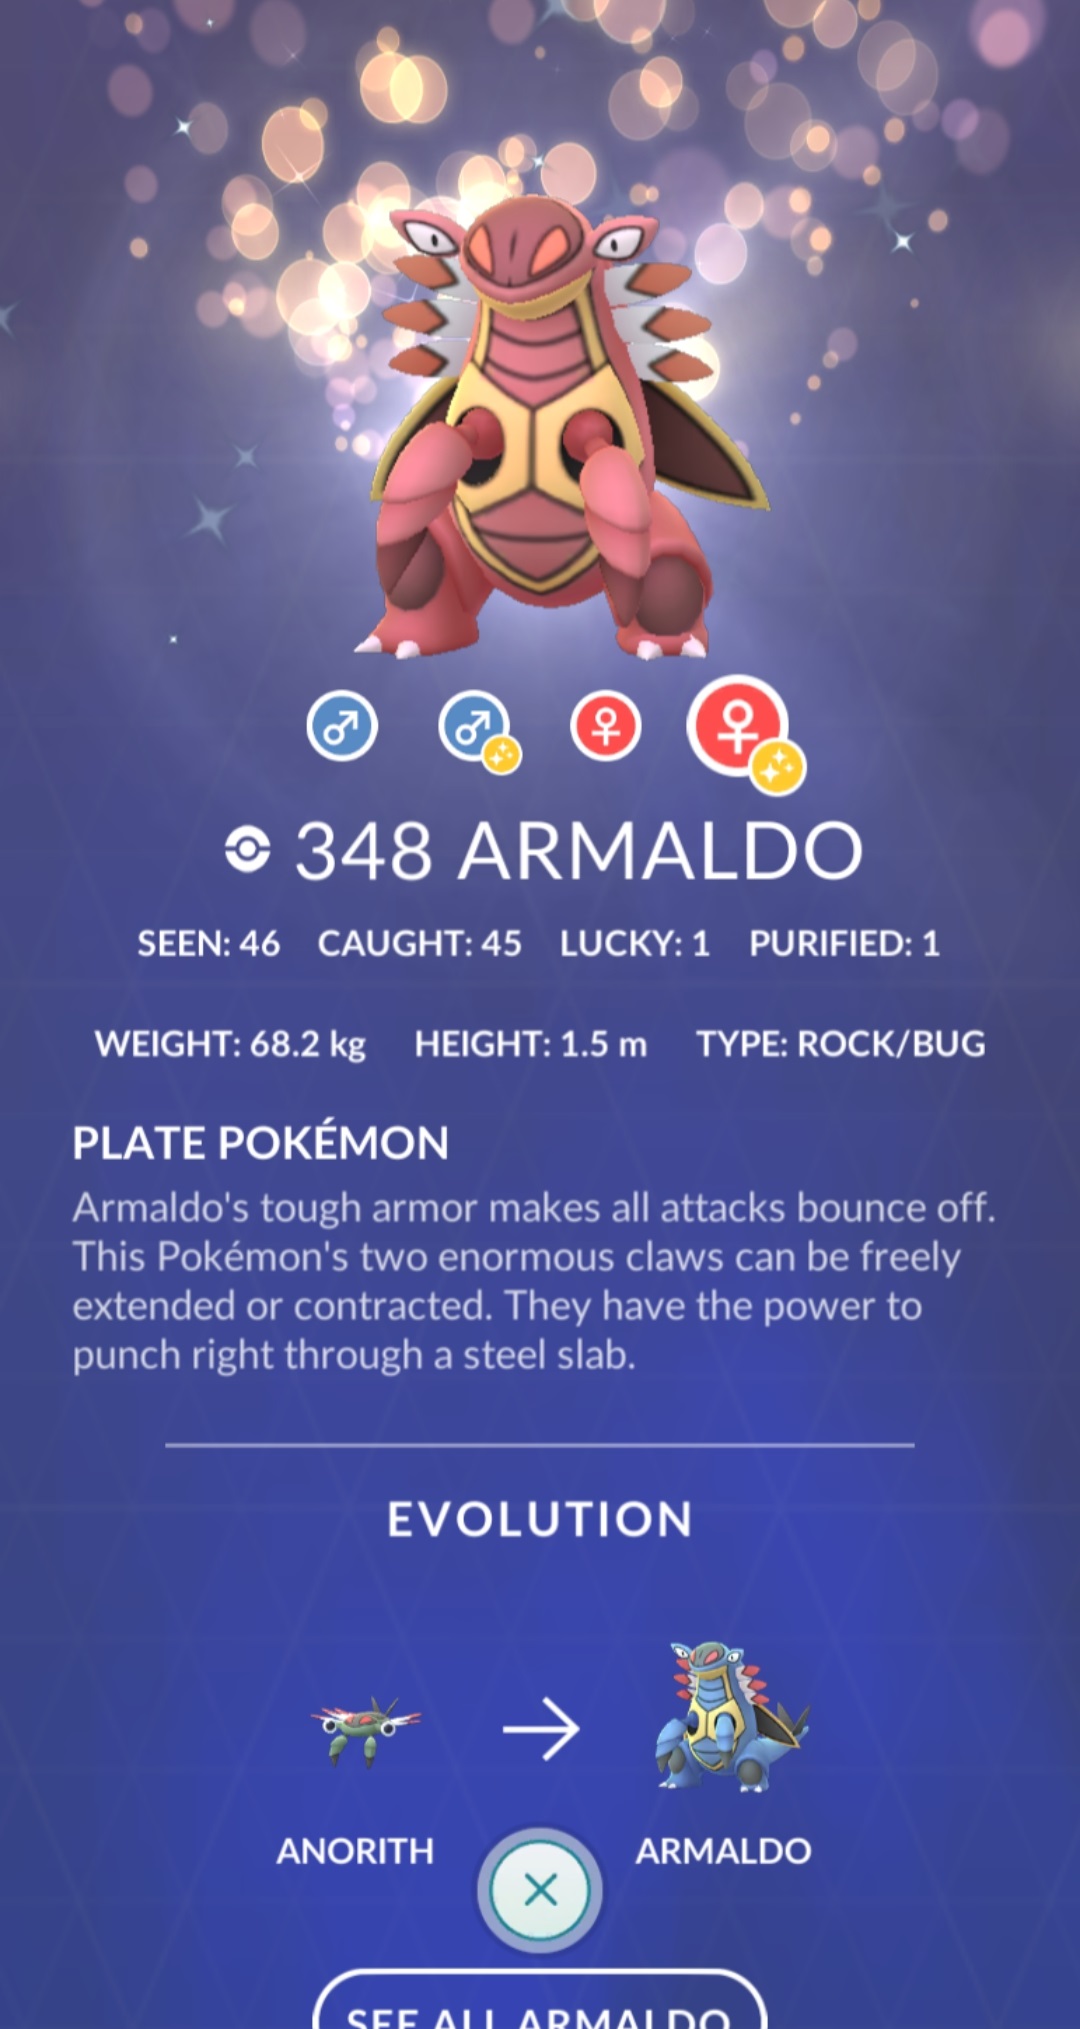 348 ARMALDO
SEEN: 46 CAUGHT: 45 LUCKY: 1 PURIFIED: 1
WEIGHT: 68.2 kg HEIGHT: 1.5 m TYPE: ROCK/BUG
PLATE POKÉMON
Armaldo's tough armor makes all attacks bounce off.
This Pokémon's two enormous claws can be freely
extended or contracted. They have the power to
punch right through a steel slab.
EVOLUTION
ANORITH ARMALDO
SEE ALL ARMALDO